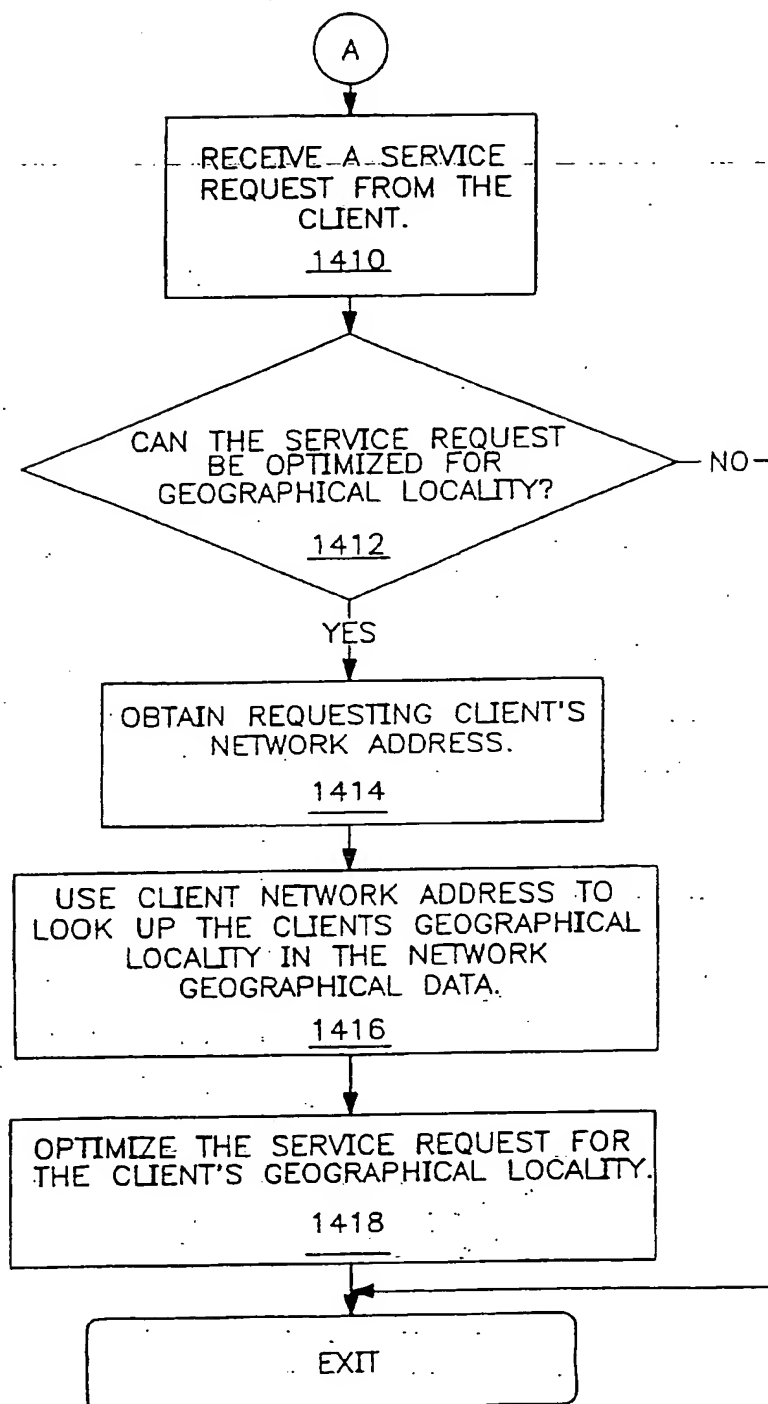 A
RECEIVE A SERVICE
REQUEST FROM THE
CLIENT.
1410
CAN THE SERVICE REQUEST
BE OPTIMIZED FOR
GEOGRAPHICAL LOCALITY?
1412
NO
YES
OBTAIN REQUESTING CLIENT'S
NETWORK ADDRESS.
1414
USE CLIENT NETWORK ADDRESS TO
LOOK UP THE CLIENTS GEOGRAPHICAL
LOCALITY IN THE NETWORK
GEOGRAPHICAL DATA.
1416
OPTIMIZE THE SERVICE REQUEST FOR
THE CLIENT'S GEOGRAPHICAL LOCALITY.
1418
EXIT